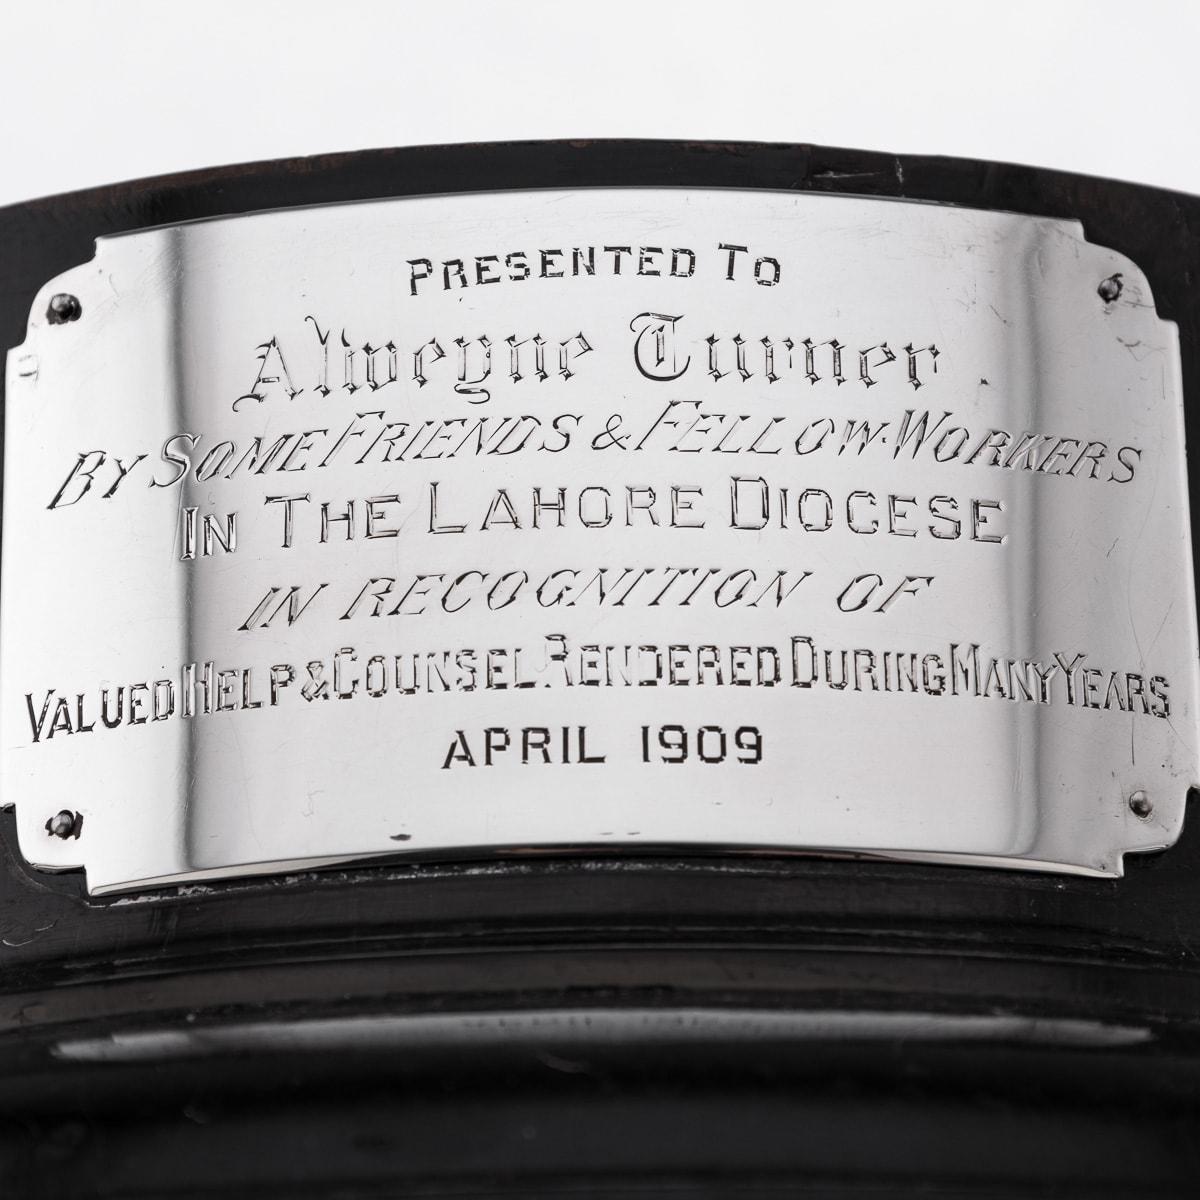 PRESENTED TO
Alweyne Turner.
BY SOME FRIENDS & FELLOW-WORKERS
IN THE LAHORE DIOCESE
IN RECOGNITION OF
VALUED HELP & COUNSEL RENDERED DURING MANY YEARS
APRIL 1909